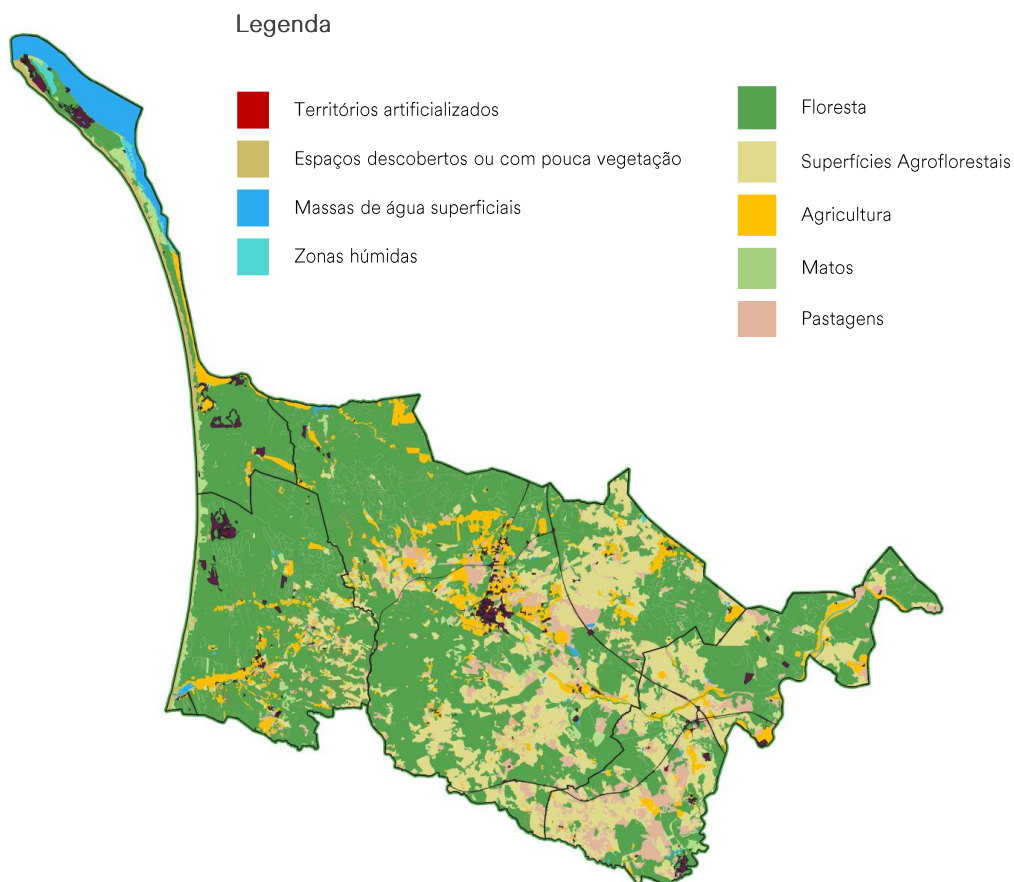 Legenda
Territórios artificializados
Espaços descobertos ou com pouca vegetação
Massas de água superficiais
Zonas húmidas
Floresta
Superfícies Agroflorestais
Agricultura
Matos
Pastagens